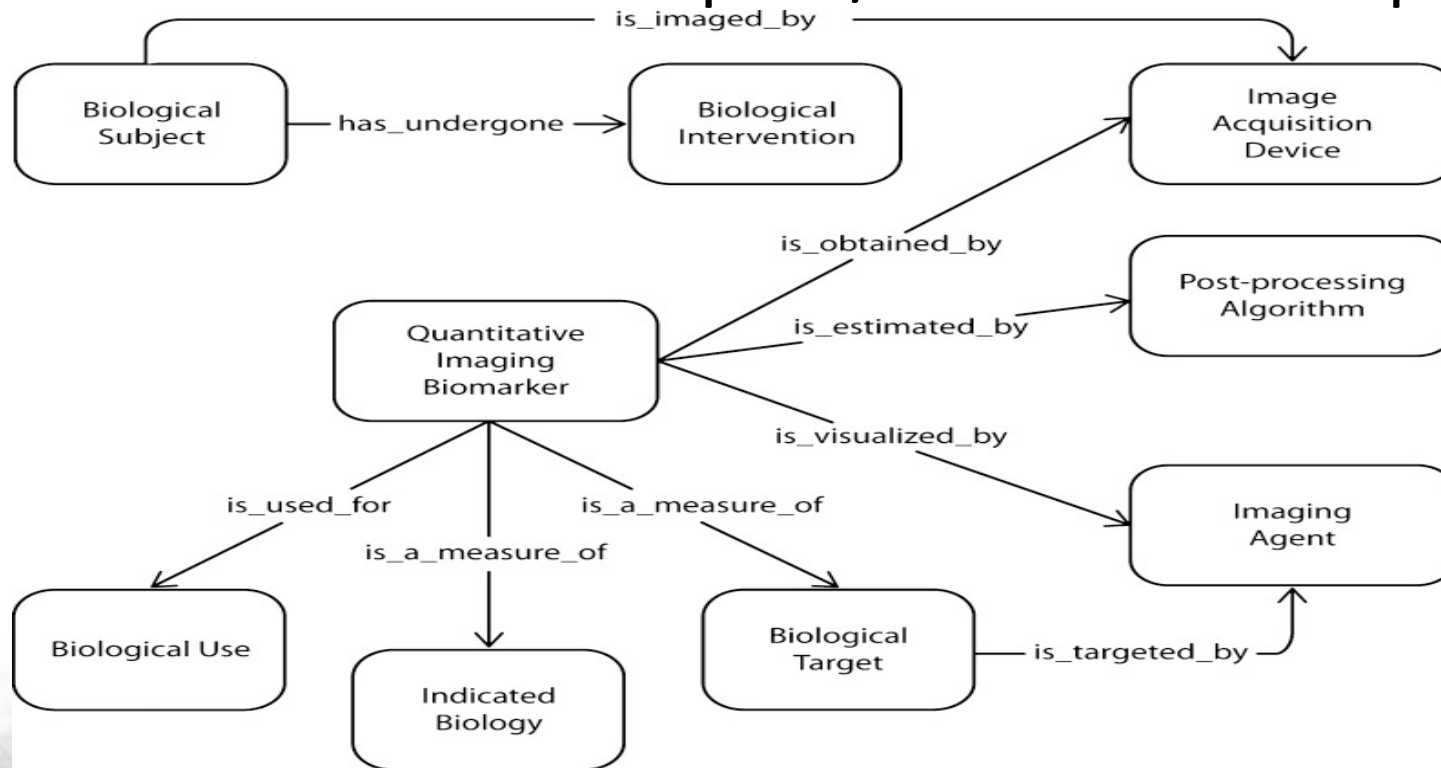 is_imaged_by
Biological
Subject
has_undergone
Biological
Intervention
Image
Acquisition
Device
is_obtained_by
Post-processing
Algorithm
is_estimated_by
Quantitative
Imaging
Biomarker
is_visualized_by
Imaging
Agent
is_used_for
is_a_measure_of
is_a_measure_of
Biological Use
Indicated
Biology
Biological
Target
is_targeted_by